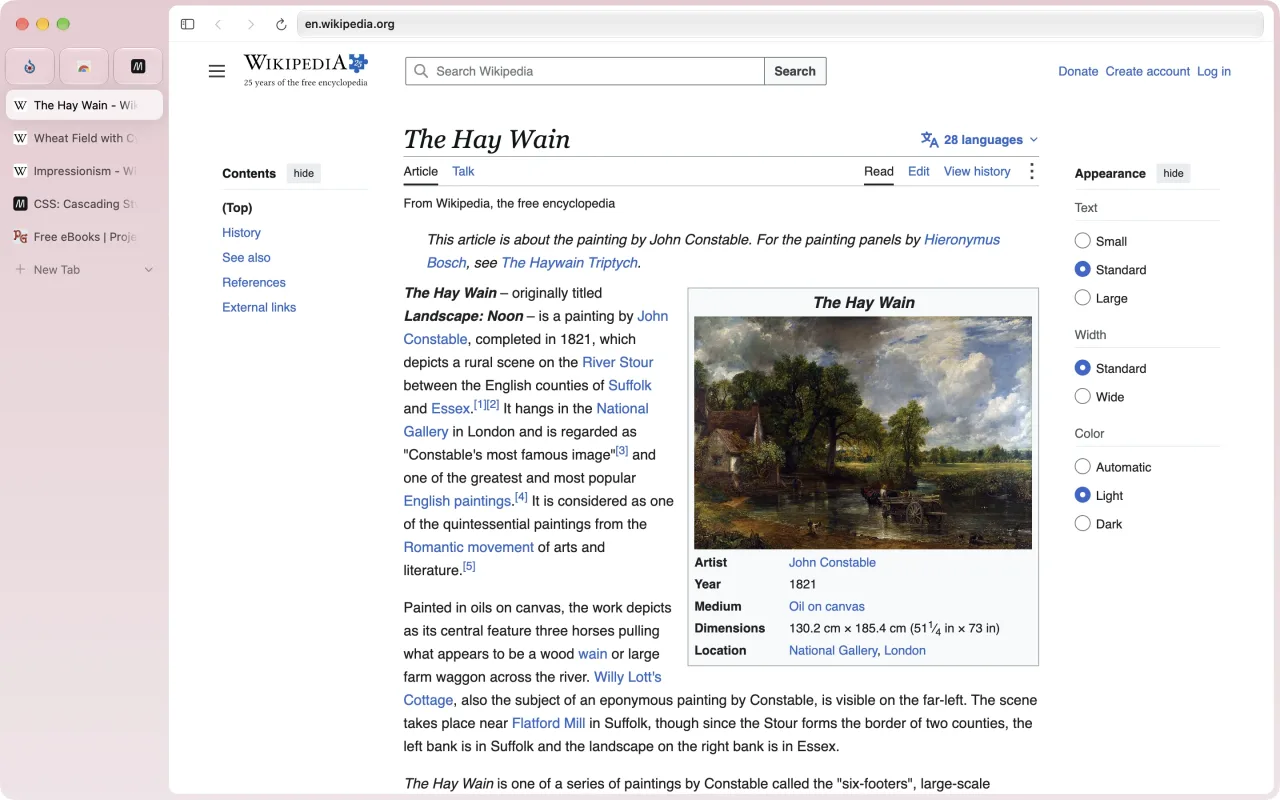 en.wikipedia.org
The Hay Wain - Wi
Wheat Field with C
Impressionism - Wi
CSS: Cascading St
Free eBooks | Proje
New Tab
WIKIPEDIA
25 years of the free encyclopedia
Search Wikipedia
Search
Donate Create account Log in
Contents hide
(Top)
History
See also
References
External links
The Hay Wain
28 languages
Article Talk
Read Edit View history
From Wikipedia, the free encyclopedia
This article is about the painting by John Constable. For the painting panels by Hieronymus
Bosch, see The Haywain Triptych.
The Hay Wain – originally titled
Landscape: Noon – is a painting by John
Constable, completed in 1821, which
depicts a rural scene on the River Stour
between the English counties of Suffolk
and Essex.[1][2] It hangs in the National
Gallery in London and is regarded as
"Constable's most famous image"[3] and
one of the greatest and most popular
English paintings.[4] It is considered as one
of the quintessential paintings from the
Romantic movement of arts and
literature.[5]
The Hay Wain
Artist John Constable
Year 1821
Medium Oil on canvas
Dimensions 130.2 cm × 185.4 cm (51 1/4 in × 73 in)
Location National Gallery, London
Painted in oils on canvas, the work depicts
as its central feature three horses pulling
what appears to be a wood wain or large
farm waggon across the river. Willy Lott's
Cottage, also the subject of an eponymous painting by Constable, is visible on the far-left. The scene
takes place near Flatford Mill in Suffolk, though since the Stour forms the border of two counties, the
left bank is in Suffolk and the landscape on the right bank is in Essex.
The Hay Wain is one of a series of paintings by Constable called the "six-footers", large-scale
Appearance hide
Text
Small
Standard
Large
Width
Standard
Wide
Color
Automatic
Light
Dark